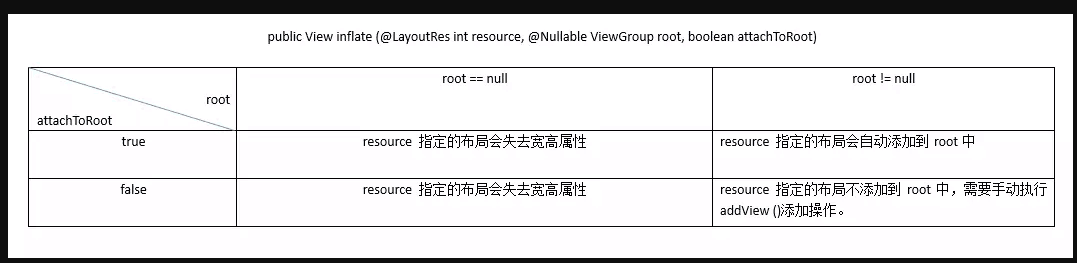 public View inflate (@LayoutRes int resource, @Nullable ViewGroup root, boolean attachToRoot)
root
attachToRoot
root == null
root != null
true
resource 指定的布局会失去宽高属性
resource 指定的布局会自动添加到 root 中
false
resource 指定的布局会失去宽高属性
resource 指定的布局不添加到 root 中，需要手动执行
addView ()添加操作。